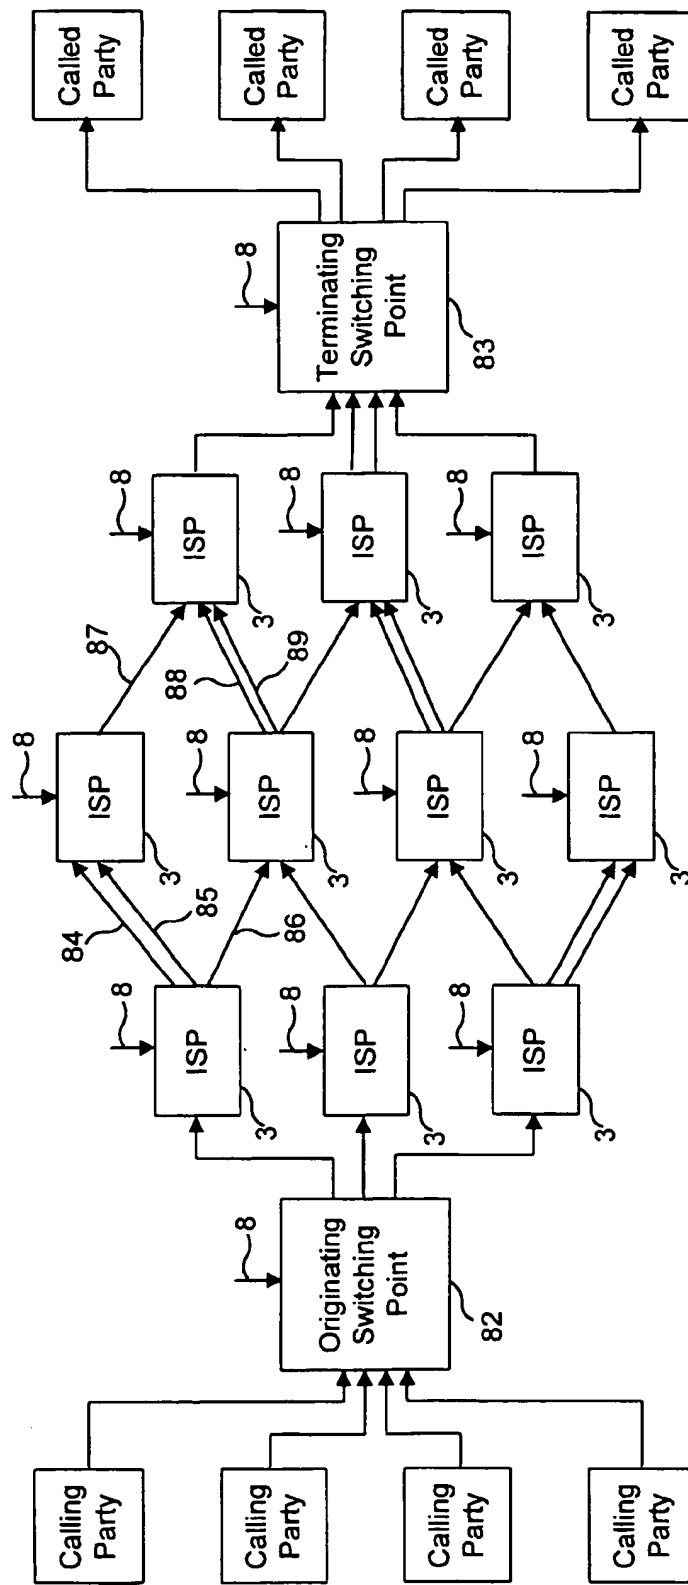 Calling
Party
Calling
Party
Calling
Party
Calling
Party
8
Originating
Switching
Point
82
8
ISP
3
8
ISP
3
8
ISP
3
84
85
86
8
ISP
3
8
ISP
3
8
ISP
3
8
ISP
3
87
88
89
8
ISP
3
8
ISP
3
8
ISP
3
8
Terminating
Switching
Point
83
Called
Party
Called
Party
Called
Party
Called
Party